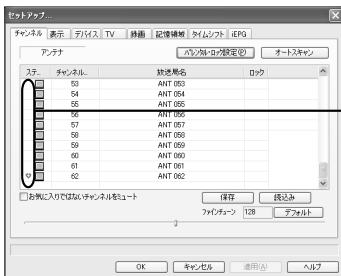 セットアップ...
チャンネル 表示 デバイス TV 録画 記憶領域 タイムシフト iEPG
アンテナ パレンタル・ロック設定(P) オートスキャン
ステ... チャンネル... 放送局名 ロック
53 ANT 053
54 ANT 054
55 ANT 055
56 ANT 056
57 ANT 057
58 ANT 058
59 ANT 059
60 ANT 060
61 ANT 061
62 ANT 062
お気に入りではないチャンネルをミュート 保存 読込み
ファインチューン 128 デフォルト
OK キャンセル 適用(A) ヘルプ